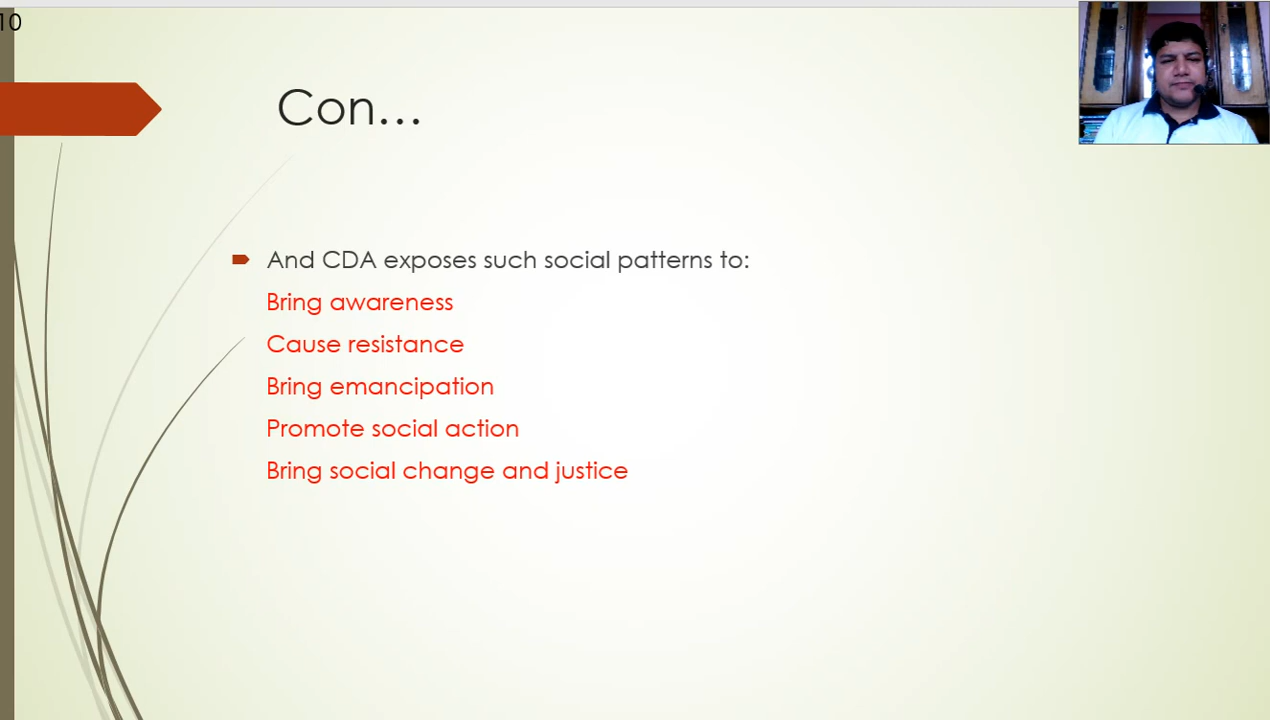 10
Con…
And CDA exposes such social patterns to:
Bring awareness
Cause resistance
Bring emancipation
Promote social action
Bring social change and justice